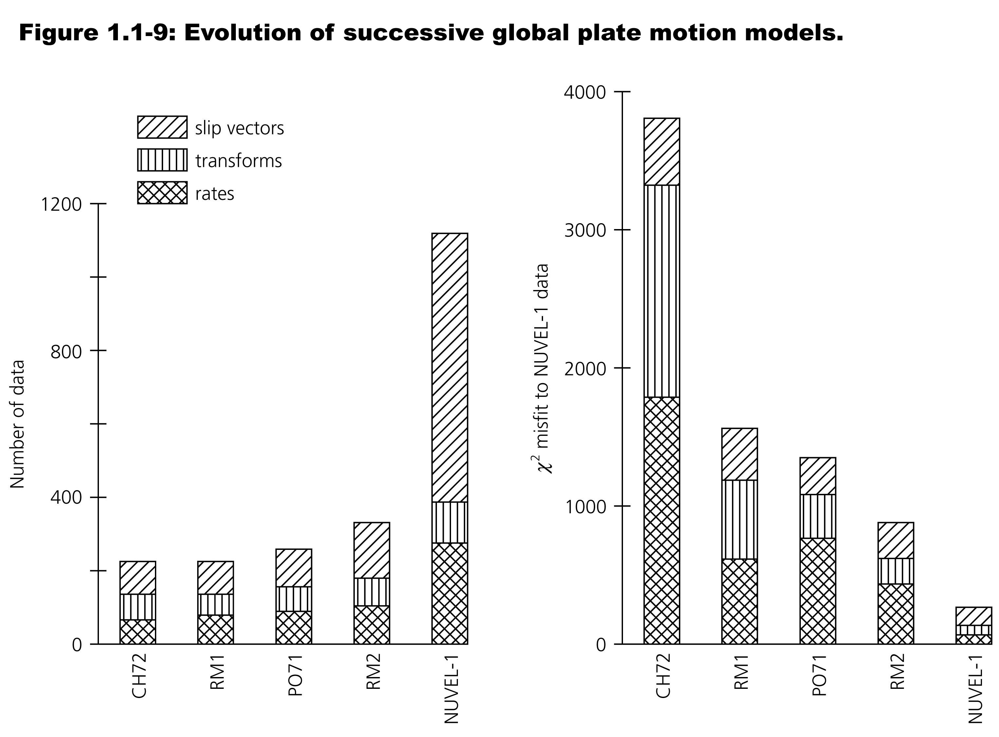 Figure 1.1-9: Evolution of successive global plate motion models.
slip vectors
transforms
rates
1200
800
400
0
Number of data
CH72
RM1
PO71
RM2
NUVEL-1
4000
3000
2000
1000
0
χ² misfit to NUVEL-1 data
CH72
RM1
PO71
RM2
NUVEL-1